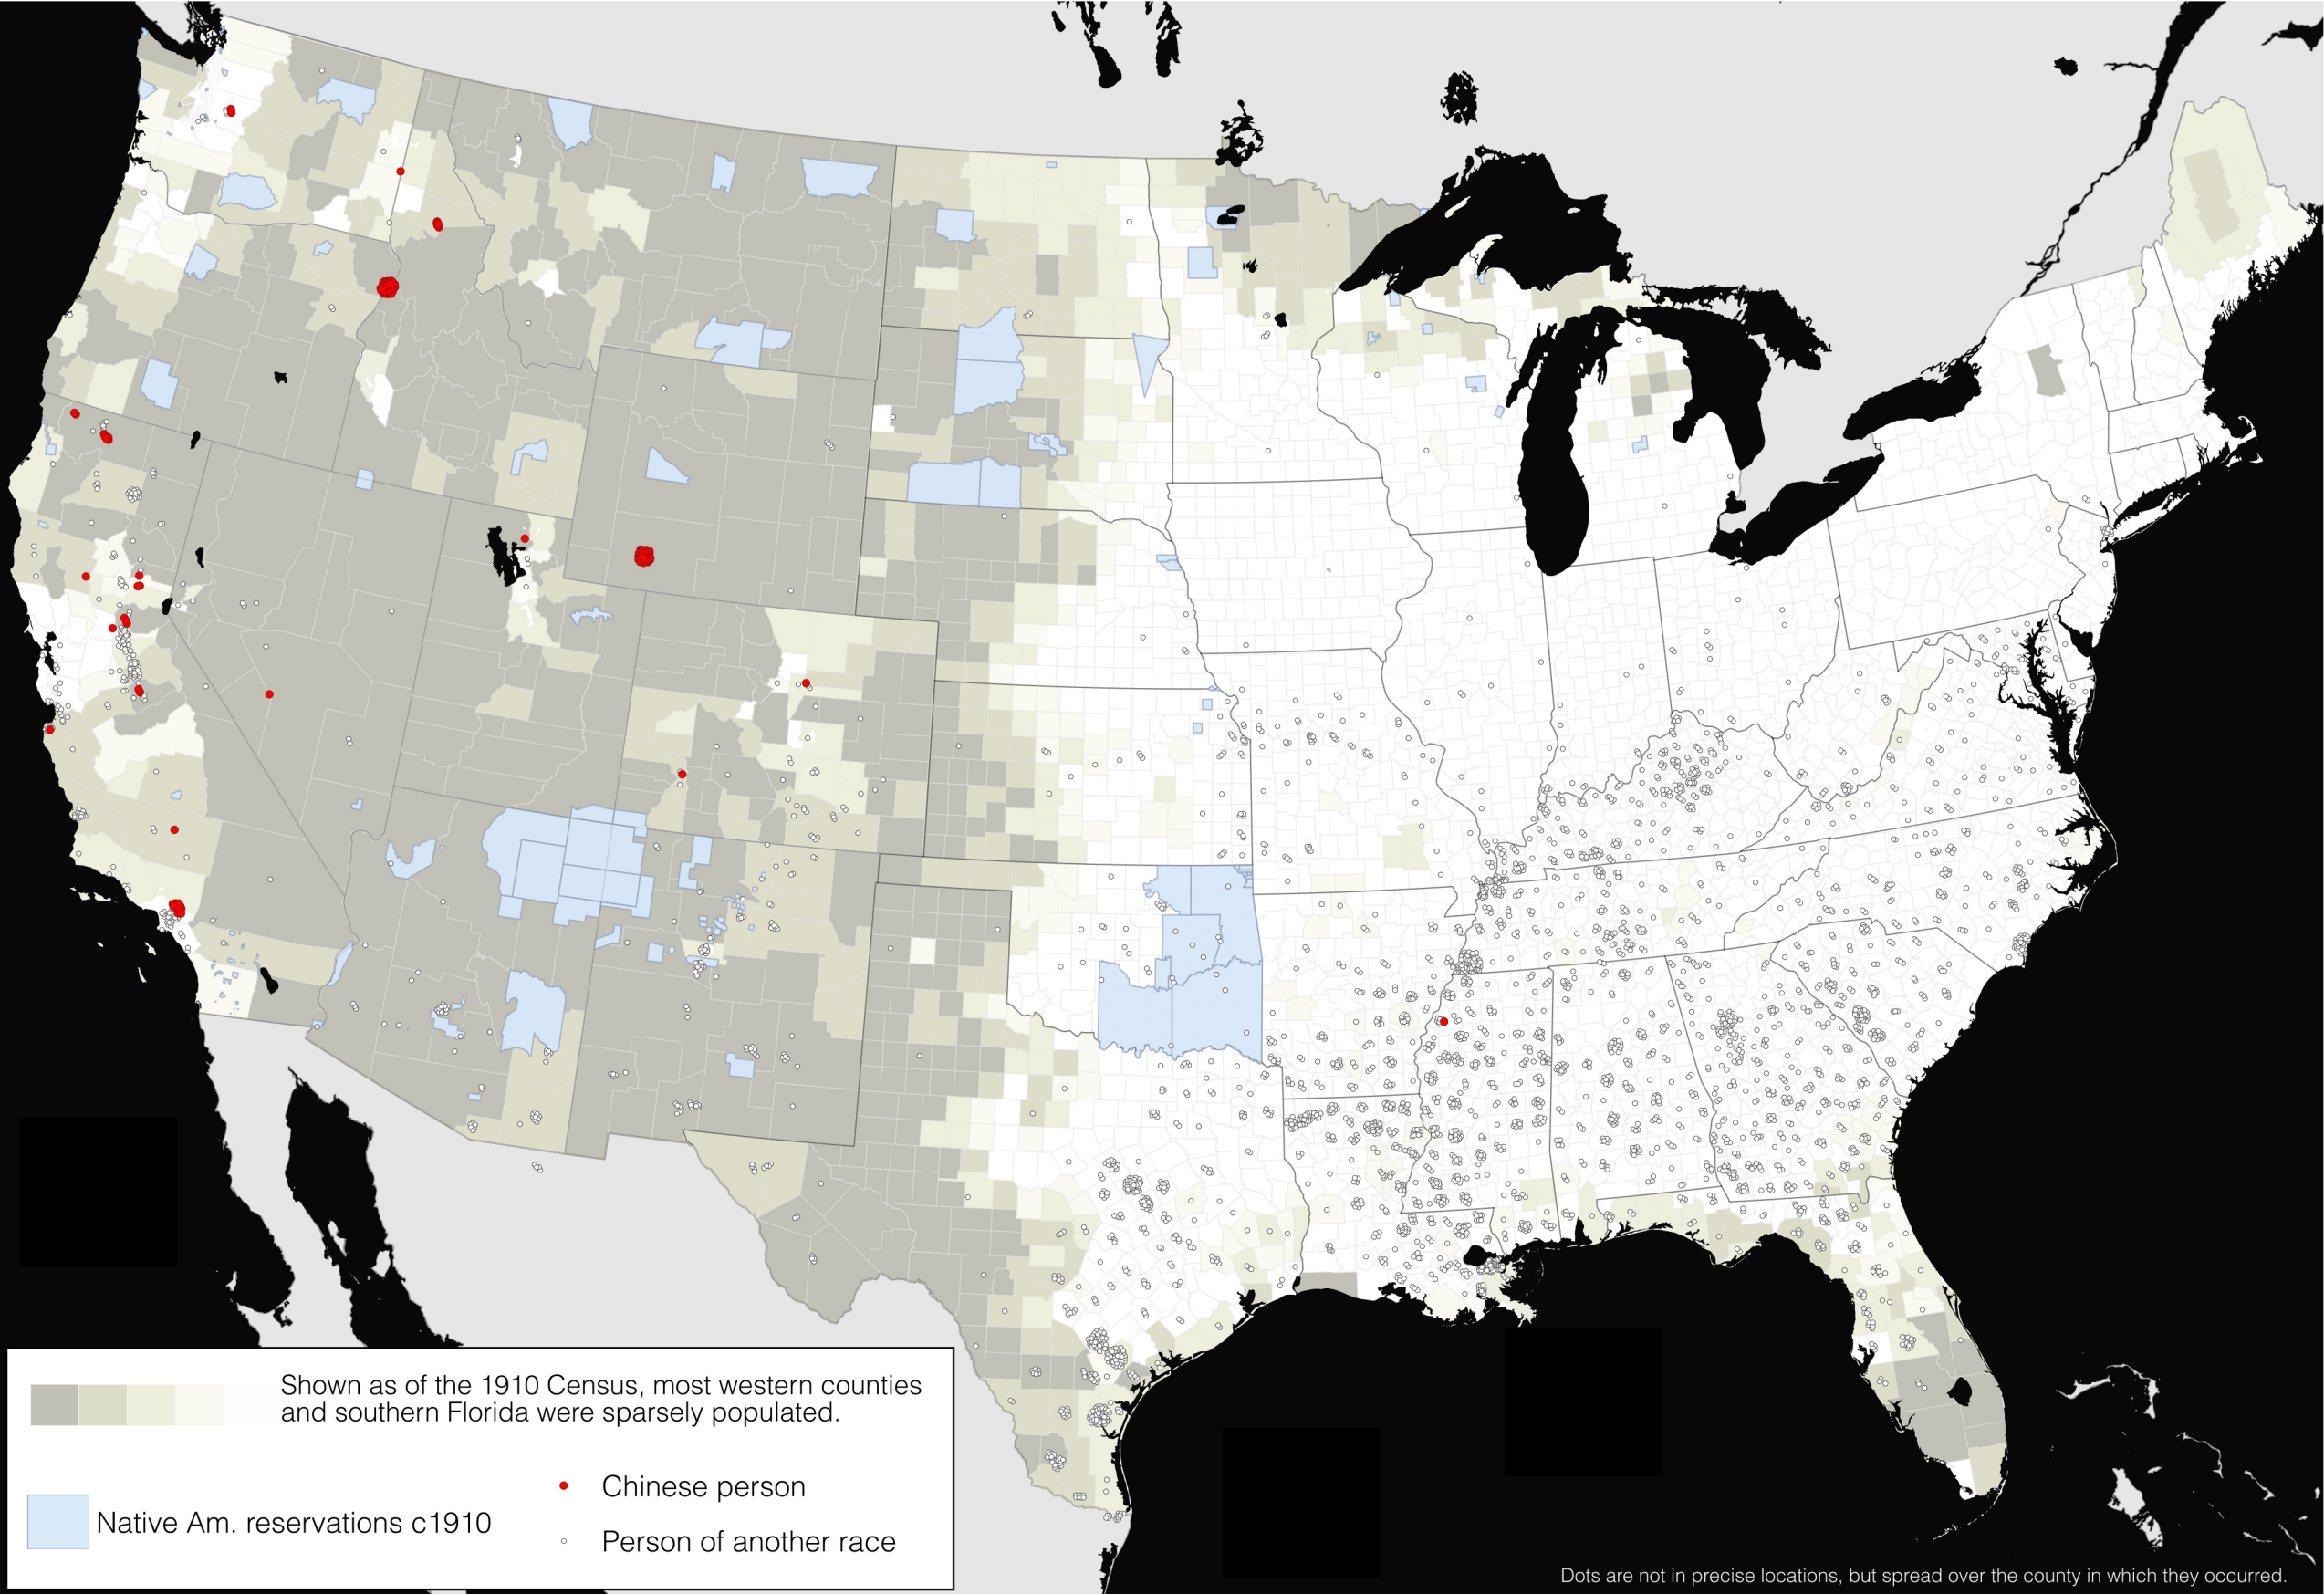 Shown as of the 1910 Census, most western counties
and southern Florida were sparsely populated.
Chinese person
Native Am. reservations c1910
Person of another race
Dots are not in precise locations, but spread over the county in which they occurred.